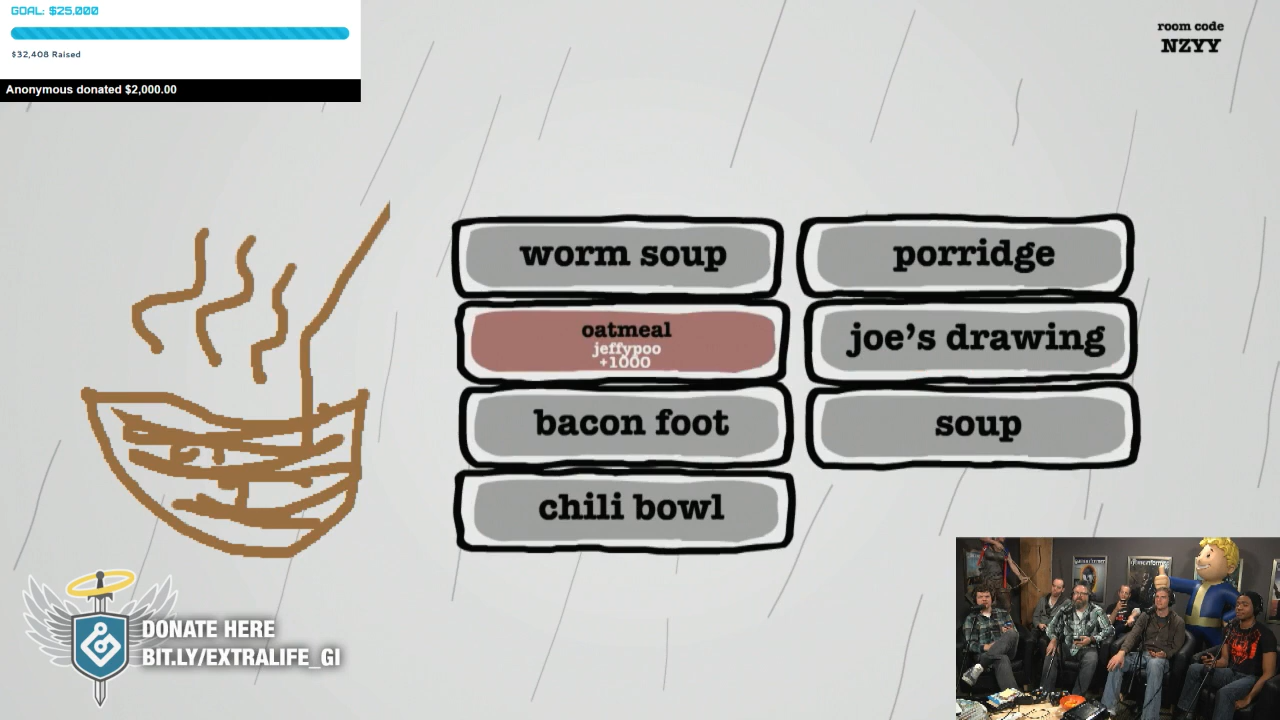 GOAL: $25,000
$32,408 Raised
Anonymous donated $2,000.00
room code
NZYY
worm soup
porridge
oatmeal
jeffypoo
+1000
joe's drawing
bacon foot
soup
chili bowl
DONATE HERE
BIT.LY/EXTRALIFE_GI